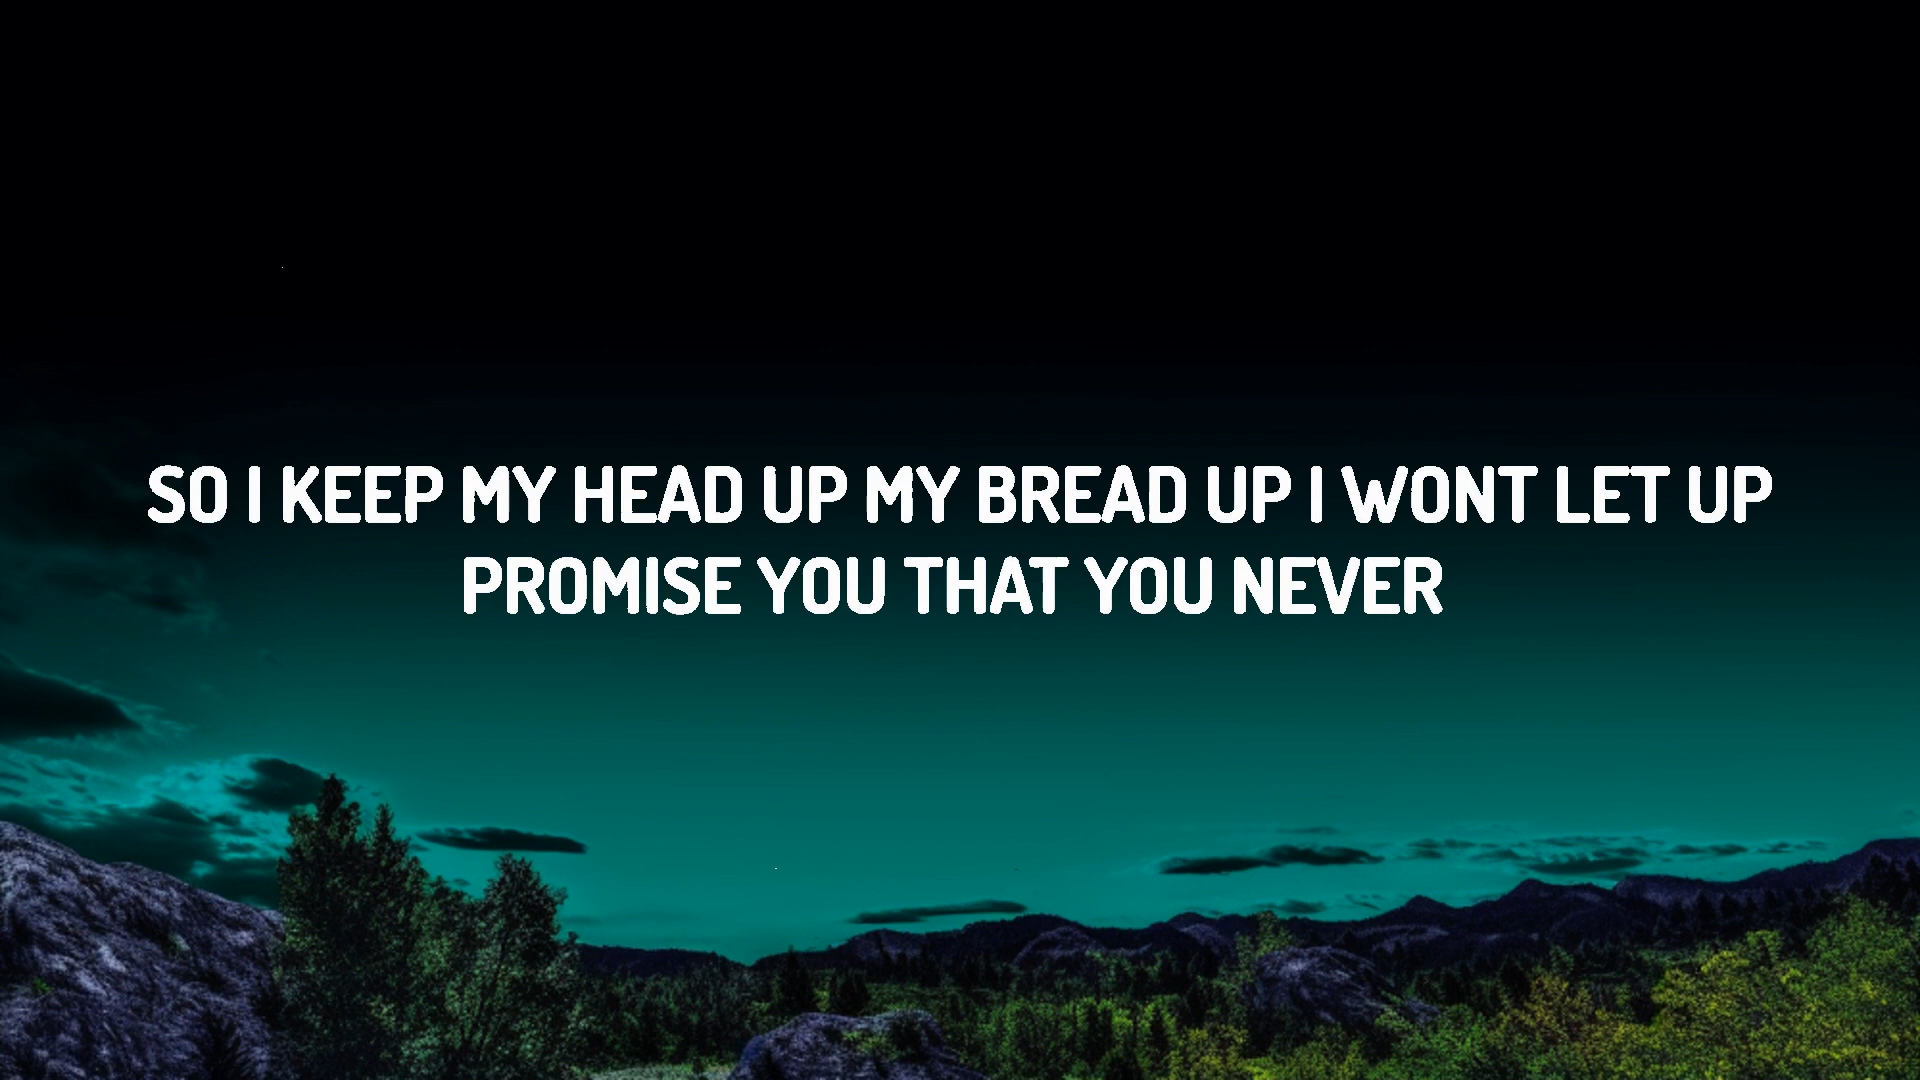 SO I KEEP MY HEAD UP MY BREAD UP I WONT LET UP
PROMISE YOU THAT YOU NEVER